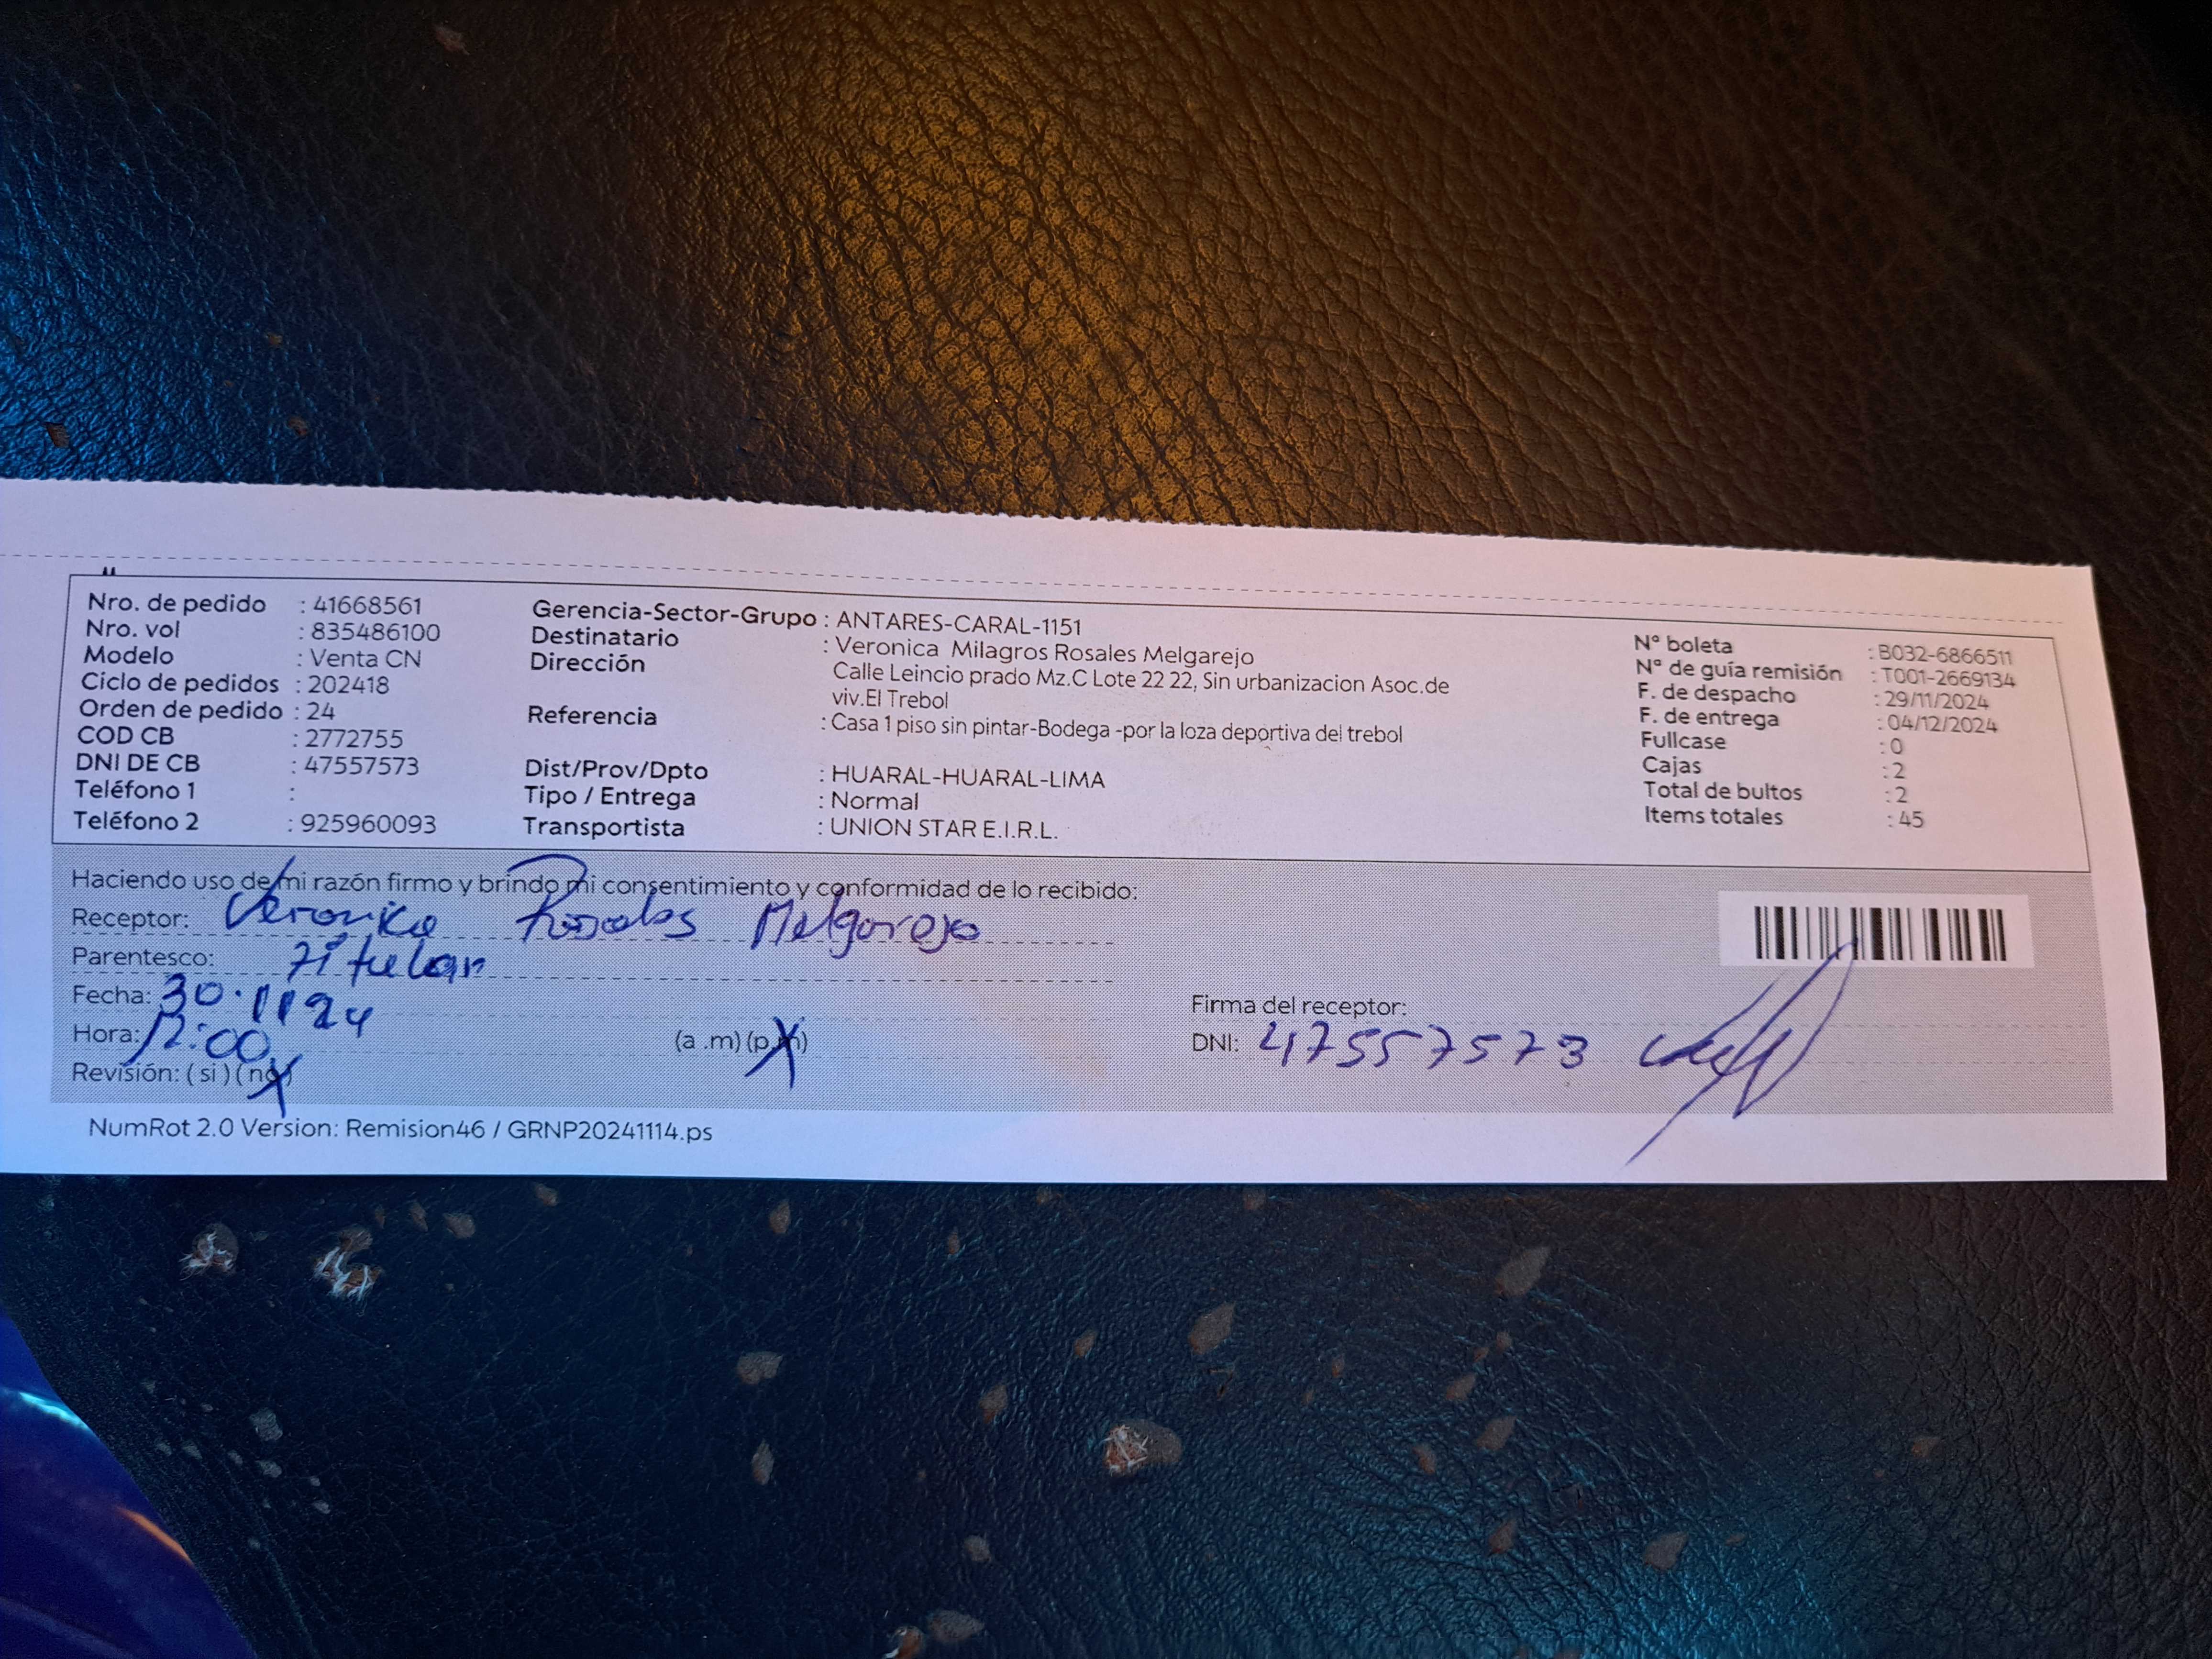 Nro. de pedido : 41668561
Nro. vol : 835486100
Modelo : Venta CN
Ciclo de pedidos : 202418
Orden de pedido : 24
COD CB : 2772755
DNI DE CB : 47557573
Teléfono 1 :
Teléfono 2 : 925960093
Gerencia-Sector-Grupo : ANTARES-CARAL-1151
Destinatario : Veronica Milagros Rosales Melgarejo
Dirección Calle Leincio prado Mz.C Lote 22 22, Sin urbanizacion Asoc.de
viv.El Trebol
Referencia : Casa 1 piso sin pintar-Bodega -por la loza deportiva del trebol
Dist/Prov/Dpto : HUARAL-HUARAL-LIMA
Tipo / Entrega : Normal
Transportista : UNION STAR E.I.R.L.
N° boleta : B032-6866511
N° de guía remisión : T001-2669134
F. de despacho : 29/11/2024
F. de entrega : 04/12/2024
Fullcase : 0
Cajas : 2
Total de bultos : 2
Items totales : 45
Haciendo uso de mi razón firmo y brindo mi consentimiento y conformidad de lo recibido:
Receptor: Veronica Rosales Melgarejo
Parentesco: Titular
Fecha: 30.11 24
Hora: 12:00 (a .m) (p.m)
Revisión: ( si ) ( no )
Firma del receptor:
DNI: 47557573
NumRot 2.0 Version: Remision46 / GRNP20241114.ps